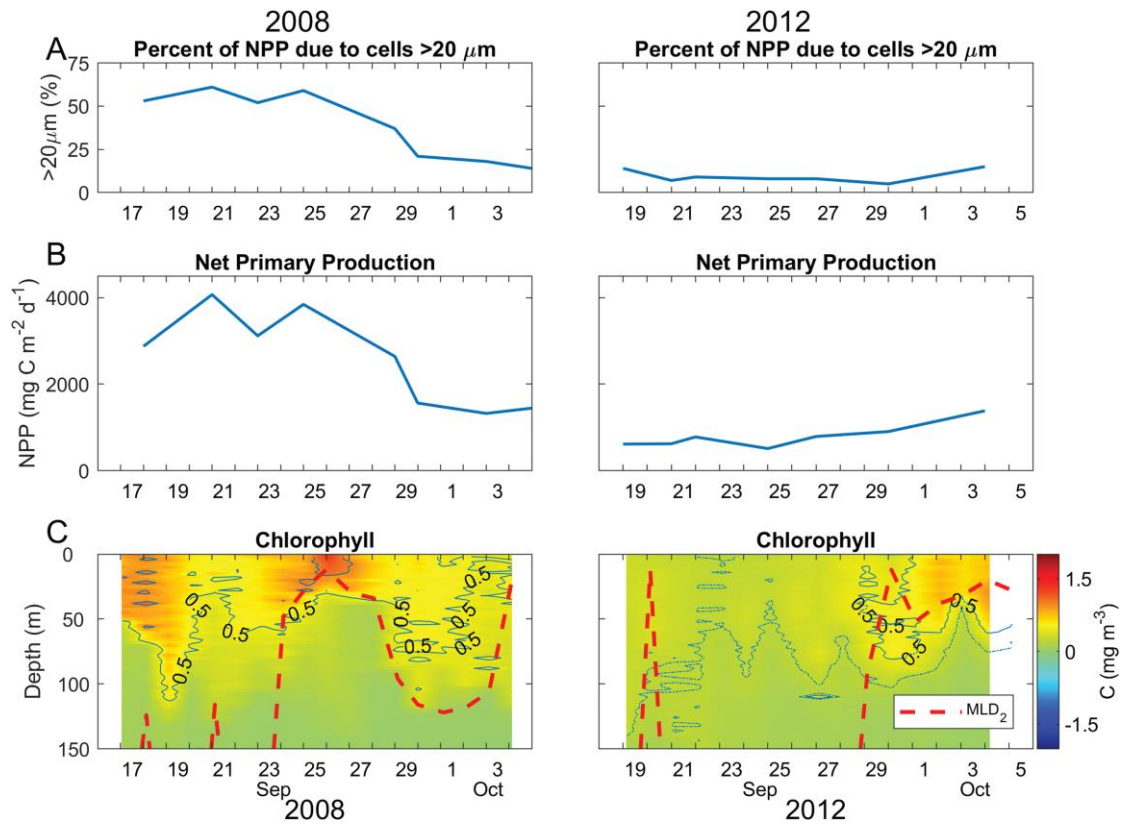 2008
2012
A
Percent of NPP due to cells >20 μm
Percent of NPP due to cells >20 μm
>20μm (%)
75
50
25
0
17 19 21 23 25 27 29 1 3
19 21 23 25 27 29 1 3 5
B
Net Primary Production
Net Primary Production
NPP (mg C m⁻² d⁻¹)
4000
2000
0
17 19 21 23 25 27 29 1 3
19 21 23 25 27 29 1 3 5
C
Chlorophyll
Chlorophyll
Depth (m)
0
50
100
150
0.5
0.5
0.5
0.5
0.5
0.5
0.5
0.5
0.5
0.5
0.5
0.5
0.5
0.5
MLD₂
1.5
0
-1.5
C (mg m⁻³)
17 19 21 23 25 27 29 1 3
Sep Oct
2008
19 21 23 25 27 29 1 3 5
Sep Oct
2012